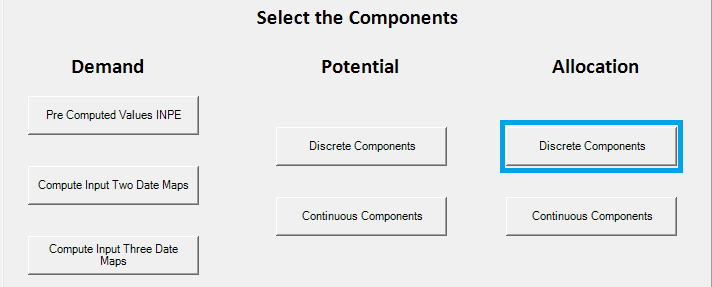 Select the Components
Demand
Potential
Allocation
Pre Computed Values INPE
Discrete Components
Discrete Components
Compute Input Two Date Maps
Continuous Components
Continuous Components
Compute Input Three Date
Maps